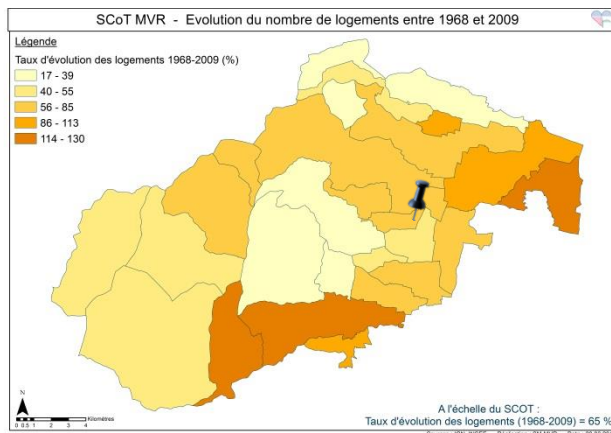 SCoT MVR - Evolution du nombre de logements entre 1968 et 2009
Légende
Taux d'évolution des logements 1968-2009 (%)
17 - 39
40 - 55
56 - 85
86 - 113
114 - 130
N
0 0.5 1 2 3 4
Kilomètres
A l'échelle du SCOT :
Taux d'évolution des logements (1968-2009) = 65 %